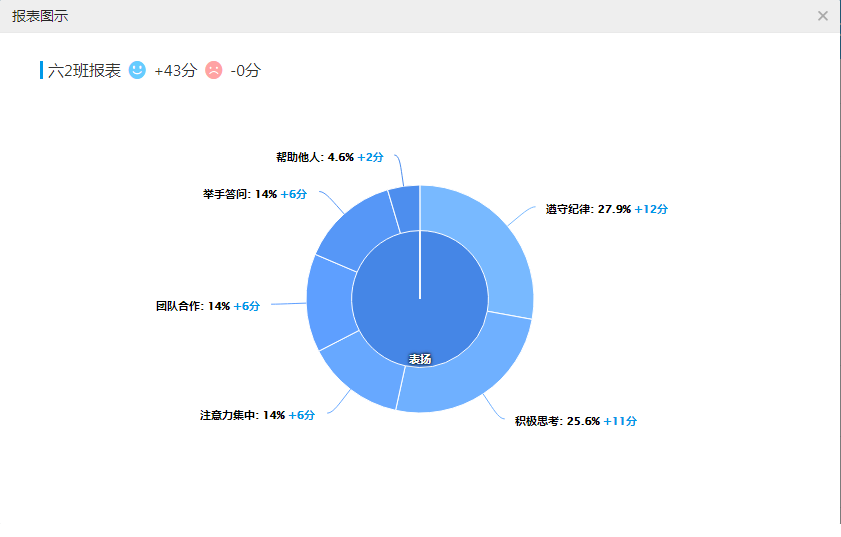 报表图示
六2班报表 +43分 -0分
帮助他人: 4.6% +2分
举手答问: 14% +6分
遵守纪律: 27.9% +12分
团队合作: 14% +6分
表扬
注意力集中: 14% +6分
积极思考: 25.6% +11分